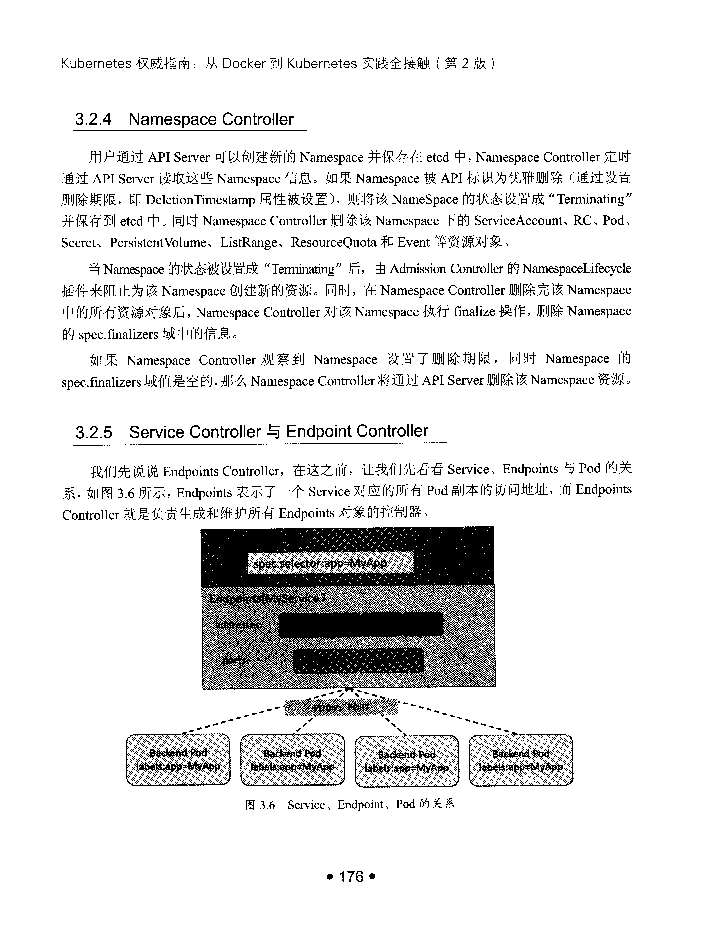 Kubernetes 权威指南：从 Docker 到 Kubernetes 实践全接触（第 2 版）
3.2.4 Namespace Controller
用户通过 API Server 可以创建新的 Namespace 并保存在 etcd 中，Namespace Controller 定时
通过 API Server 读取这些 Namespace 信息。如果 Namespace 被 API 标识为优雅删除（通过设置
删除期限，即 DeletionTimestamp 属性被设置），则将该 NameSpace 的状态设置成“Terminating”
并保存到 etcd 中。同时 Namespace Controller 删除该 Namespace 下的 ServiceAccount、RC、Pod、
Secret、PersistentVolume、ListRange、ResourceQuota 和 Event 等资源对象。
当 Namespace 的状态被设置成“Terminating”后，由 Admission Controller 的 NamespaceLifecycle
插件来阻止为该 Namespace 创建新的资源。同时，在 Namespace Controller 删除完该 Namespace
中的所有资源对象后，Namespace Controller 对该 Namespace 执行 finalize 操作，删除 Namespace
的 spec.finalizers 域中的信息。
如果 Namespace Controller 观察到 Namespace 设置了删除期限，同时 Namespace 的
spec.finalizers 域值是空的，那么 Namespace Controller 将通过 API Server 删除该 Namespace 资源。
3.2.5 Service Controller 与 Endpoint Controller
我们先说说 Endpoints Controller，在这之前，让我们先看看 Service、Endpoints 与 Pod 的关
系，如图 3.6 所示，Endpoints 表示了一个 Service 对应的所有 Pod 副本的访问地址，而 Endpoints
Controller 就是负责生成和维护所有 Endpoints 对象的控制器。
spec.selector:app=MyApp
Backend Pod
labels:app=MyApp
Backend Pod
labels:app=MyApp
Backend Pod
labels:app=MyApp
Backend Pod
labels:app=MyApp
图 3.6 Service、Endpoint、Pod 的关系
• 176 •